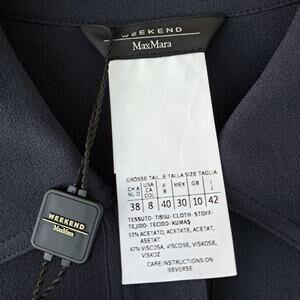 WEEKEND
MaxMara
GRÖSSE TAIL.,E TALLA SIZE TAGLIA
CH A NL D
USA CA
F B
MEX
GB
I J
38
8
40
30
10
42
TESSUTO-TISSU-CLOTH-STOFF-
TEJIDO-TECIDO-KUMAŞ
53% ACETATO, ACETATE, ACETAT,
ASETAT
47% VISCOSA, VISCOSE, VISKOSE,
VISKOZ
CARE INSTRUCTIONS ON
REVERSE
WEEKEND
MaxMara